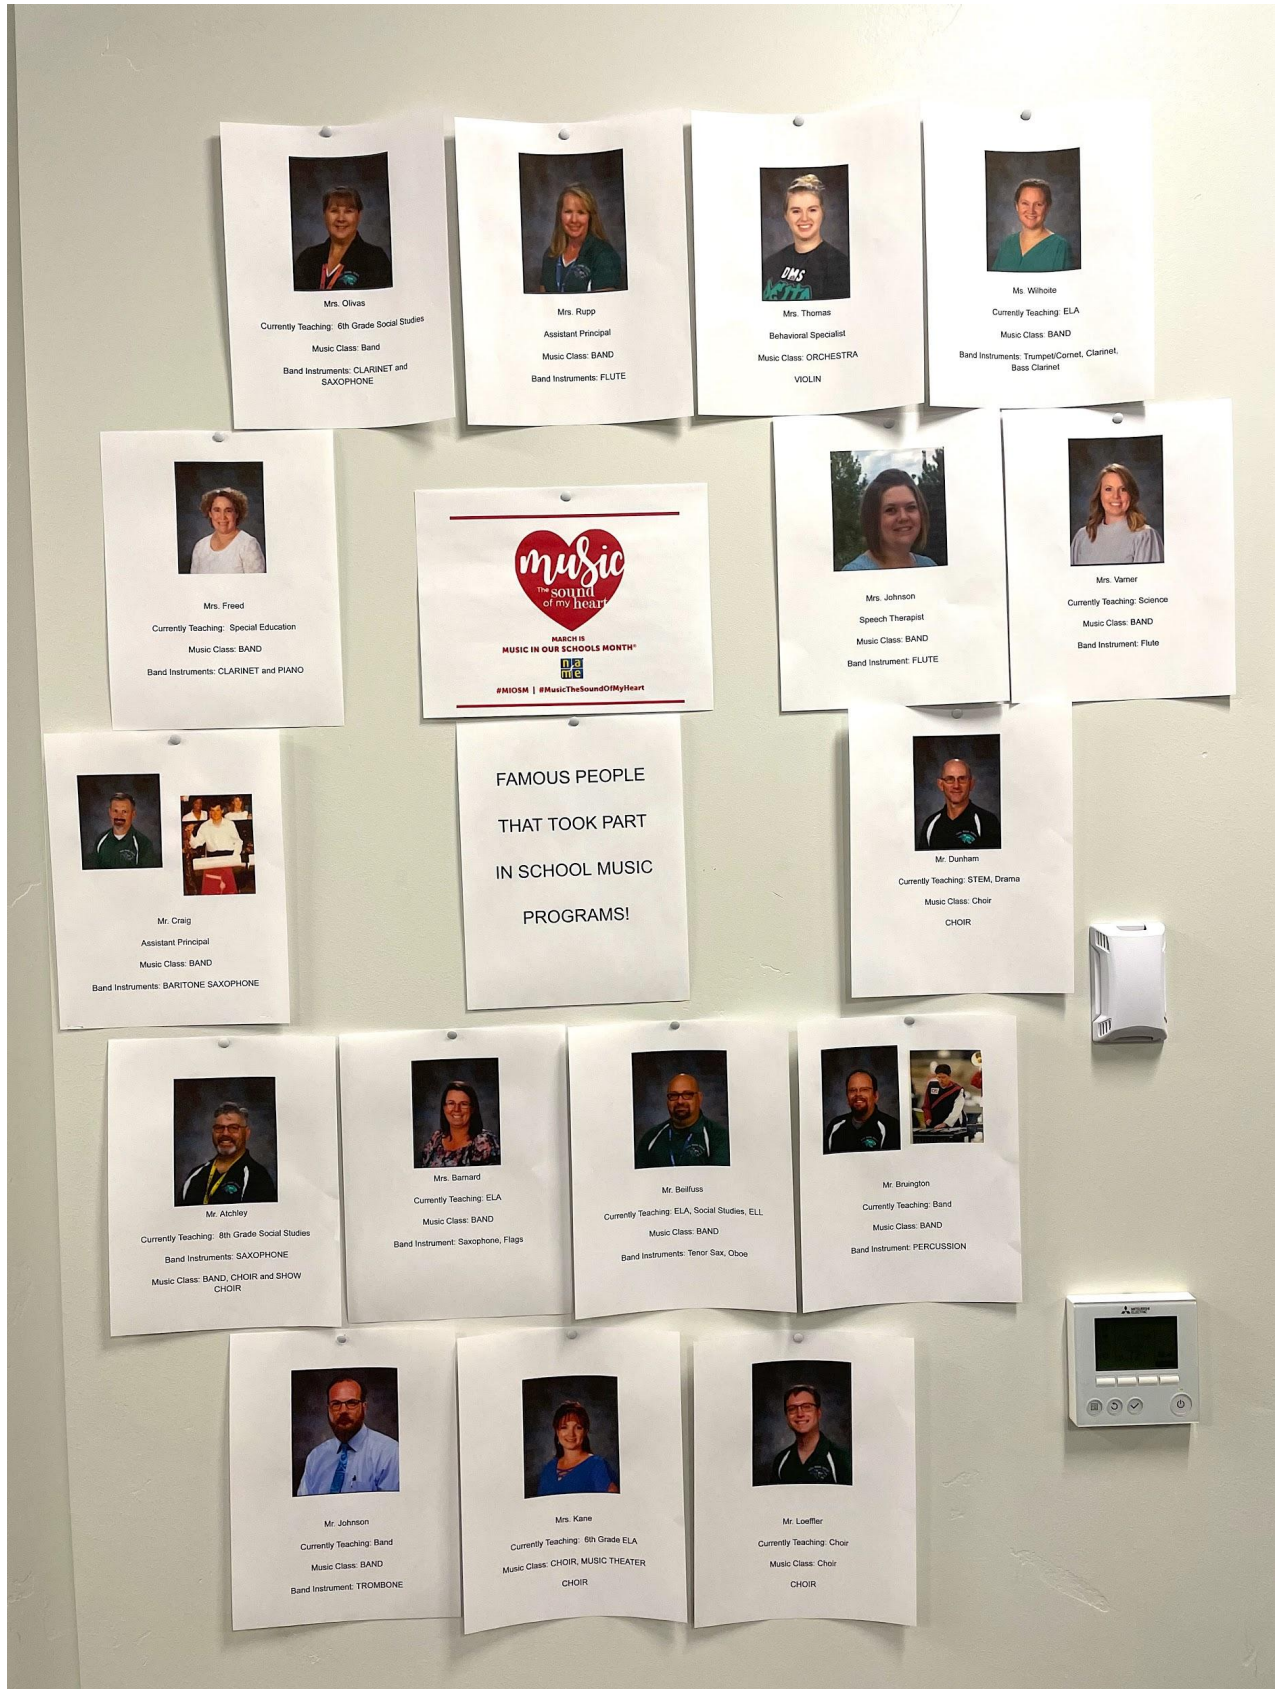 Mrs. Olivas
Currently Teaching: 6th Grade Social Studies
Music Class: Band
Band Instruments: CLARINET and
SAXOPHONE
Mrs. Rupp
Assistant Principal
Music Class: BAND
Band Instruments: FLUTE
DMS
Mrs. Thomas
Behavioral Specialist
Music Class: ORCHESTRA
VIOLIN
Ms. Wilhoite
Currently Teaching: ELA
Music Class: BAND
Band Instruments: Trumpet/Cornet, Clarinet,
Bass Clarinet
Mrs. Freed
Currently Teaching: Special Education
Music Class: BAND
Band Instruments: CLARINET and PIANO
music
The sound
of my heart
MARCH IS
MUSIC IN OUR SCHOOLS MONTH®
na
fme
#MIOSM | #MusicTheSoundOfMyHeart
Mrs. Johnson
Speech Therapist
Music Class: BAND
Band Instrument: FLUTE
Mrs. Varner
Currently Teaching: Science
Music Class: BAND
Band Instrument: Flute
Mr. Craig
Assistant Principal
Music Class: BAND
Band Instruments: BARITONE SAXOPHONE
FAMOUS PEOPLE
THAT TOOK PART
IN SCHOOL MUSIC
PROGRAMS!
Mr. Dunham
Currently Teaching: STEM, Drama
Music Class: Choir
CHOIR
Mr. Atchley
Currently Teaching: 8th Grade Social Studies
Band Instruments: SAXOPHONE
Music Class: BAND, CHOIR and SHOW
CHOIR
Mrs. Barnard
Currently Teaching: ELA
Music Class: BAND
Band Instrument: Saxophone, Flags
Mr. Beilfuss
Currently Teaching: ELA, Social Studies, ELL
Music Class: BAND
Band Instruments: Tenor Sax, Oboe
Mr. Bruington
Currently Teaching: Band
Music Class: BAND
Band Instrument: PERCUSSION
MITSUBISHI
ELECTRIC
Mr. Johnson
Currently Teaching: Band
Music Class: BAND
Band Instrument: TROMBONE
Mrs. Kane
Currently Teaching: 6th Grade ELA
Music Class: CHOIR, MUSIC THEATER
CHOIR
Mr. Loeffler
Currently Teaching: Choir
Music Class: Choir
CHOIR